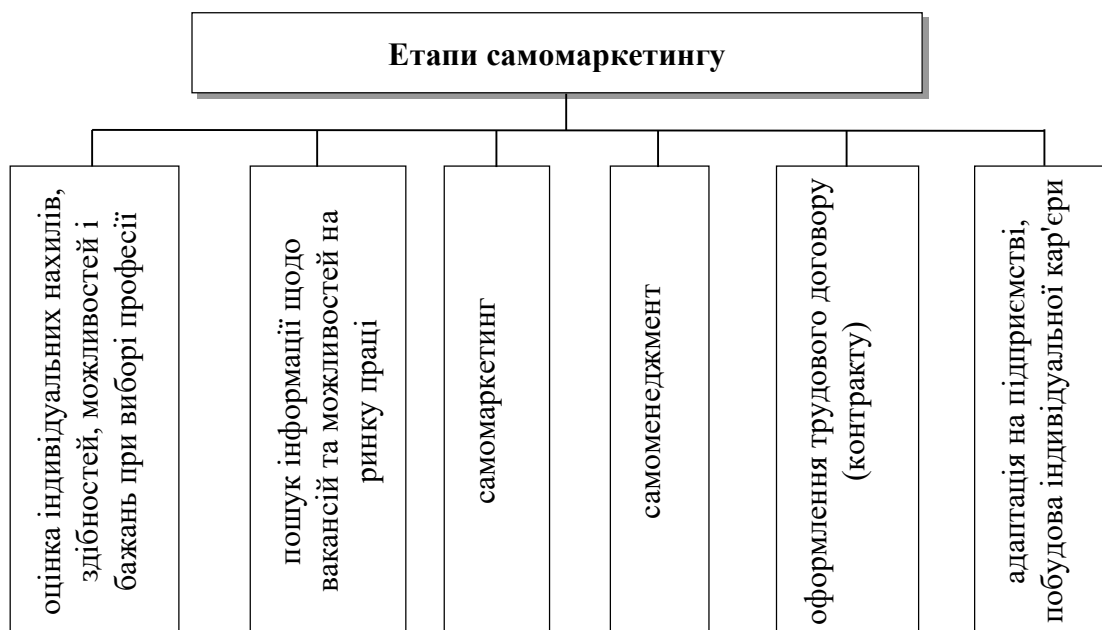 Етапи самомаркетингу
оцінка індивідуальних нахилів,
здібностей, можливостей і
бажань при виборі професії
пошук інформації щодо
вакансій та можливостей на
ринку праці
самомаркетинг
самоменеджмент
оформлення трудового договору
(контракту)
адаптація на підприємстві,
побудова індивідуальної кар'єри